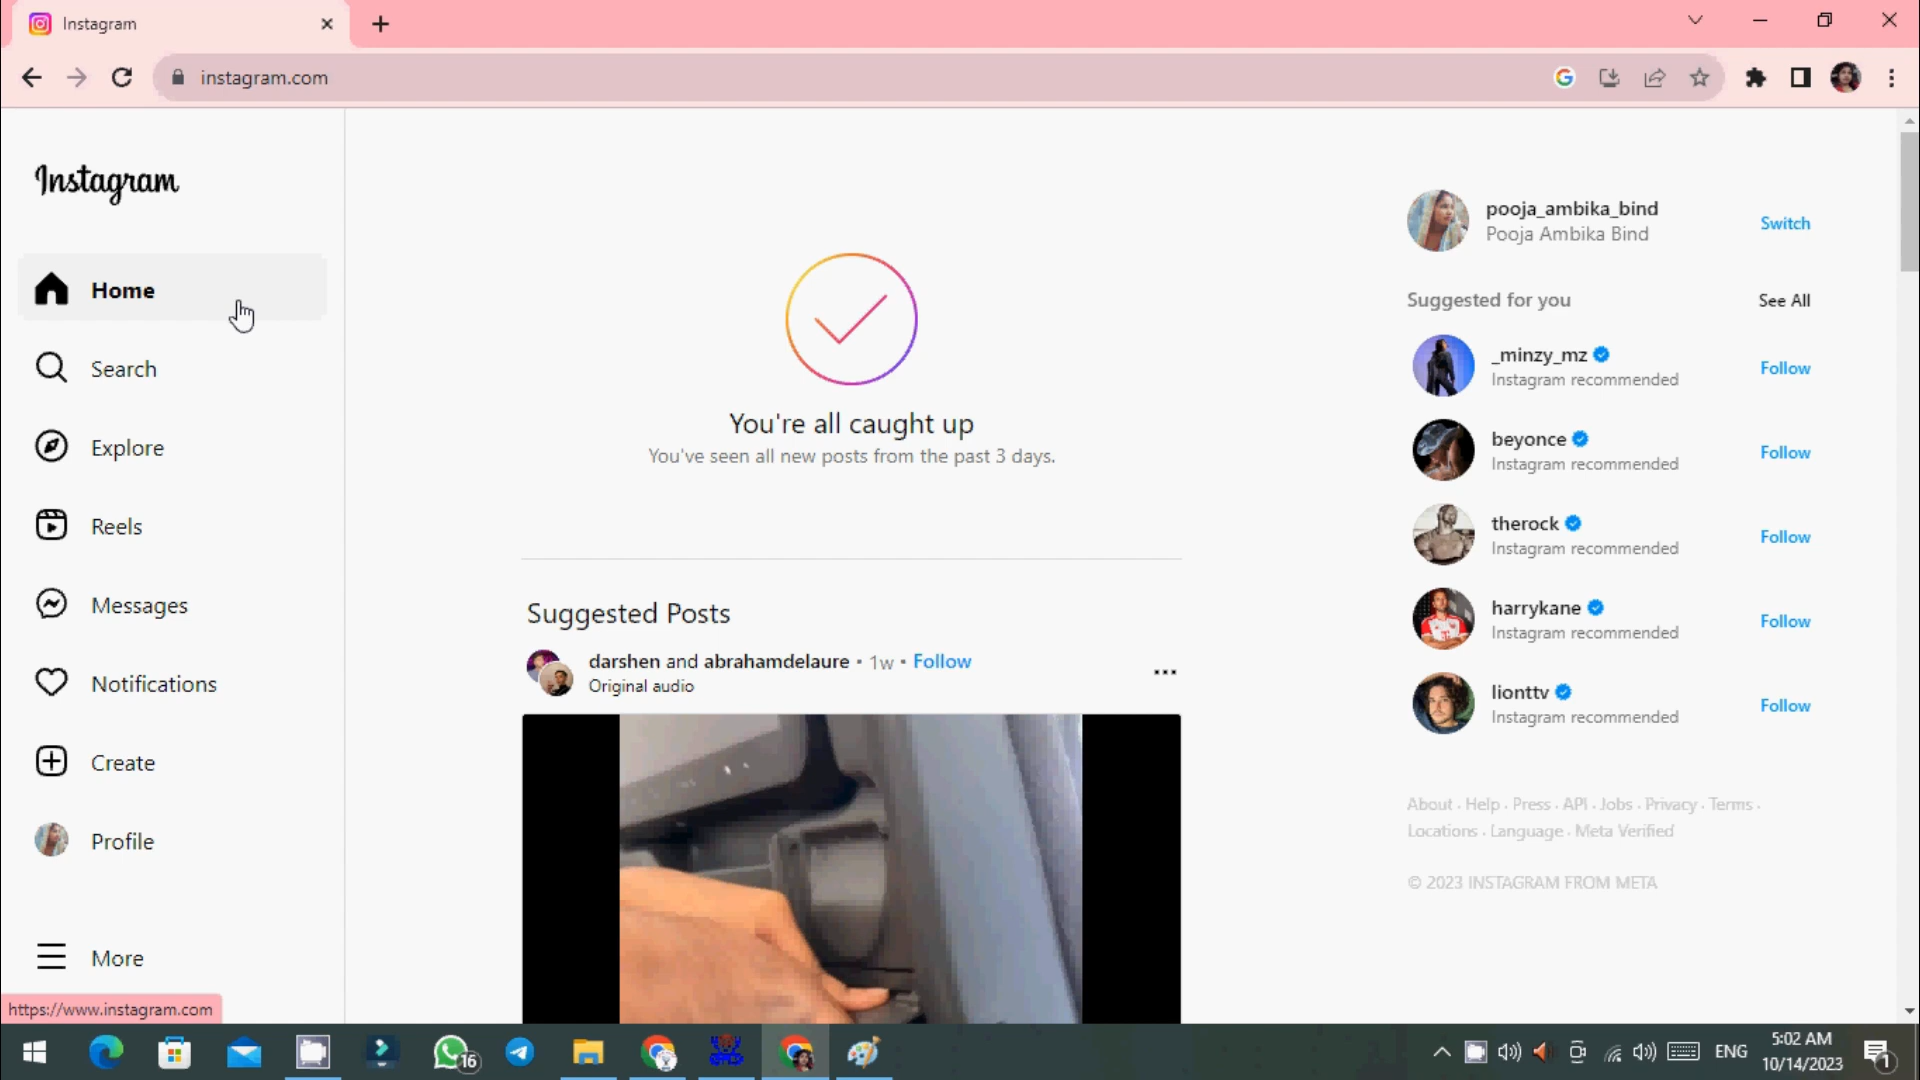 Instagram
instagram.com
Instagram
Home
Search
Explore
Reels
Messages
Notifications
Create
Profile
More
https://www.instagram.com
You're all caught up
You've seen all new posts from the past 3 days.
Suggested Posts
darshen and abrahamdelaure • 1w • Follow
Original audio
pooja_ambika_bind
Pooja Ambika Bind
Switch
Suggested for you
See All
_minzy_mz
Instagram recommended
Follow
beyonce
Instagram recommended
Follow
therock
Instagram recommended
Follow
harrykane
Instagram recommended
Follow
lionttv
Instagram recommended
Follow
About · Help · Press · API · Jobs · Privacy · Terms ·
Locations · Language · Meta Verified
© 2023 INSTAGRAM FROM META
16
ENG
5:02 AM
10/14/2023
1